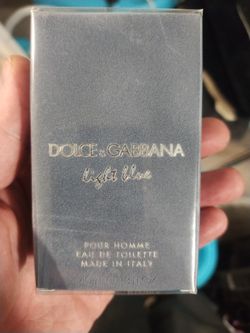 DOLCE & GABBANA
light blue
POUR HOMME
EAU DE TOILETTE
MADE IN ITALY